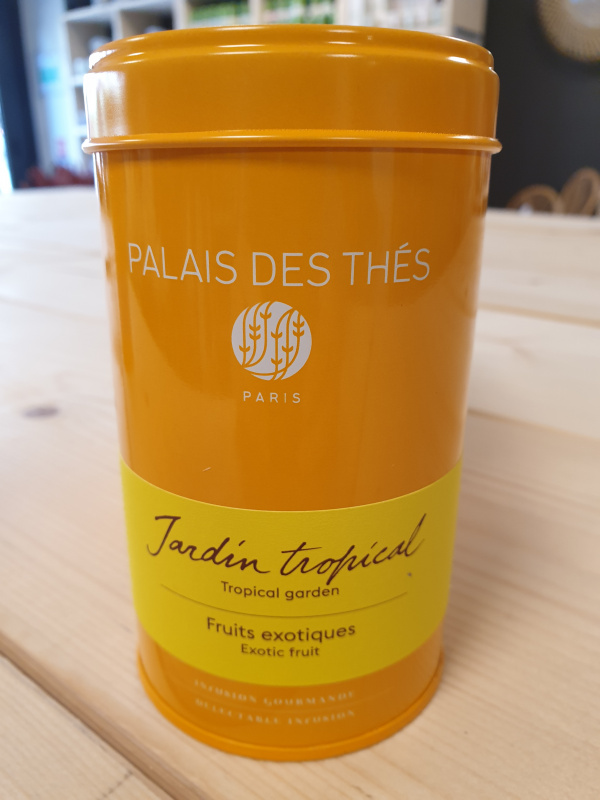 PALAIS DES THÉS
PARIS
Jardin tropical
Tropical garden
Fruits exotiques
Exotic fruit
INFUSION GOURMANDE
DELECTABLE INFUSION